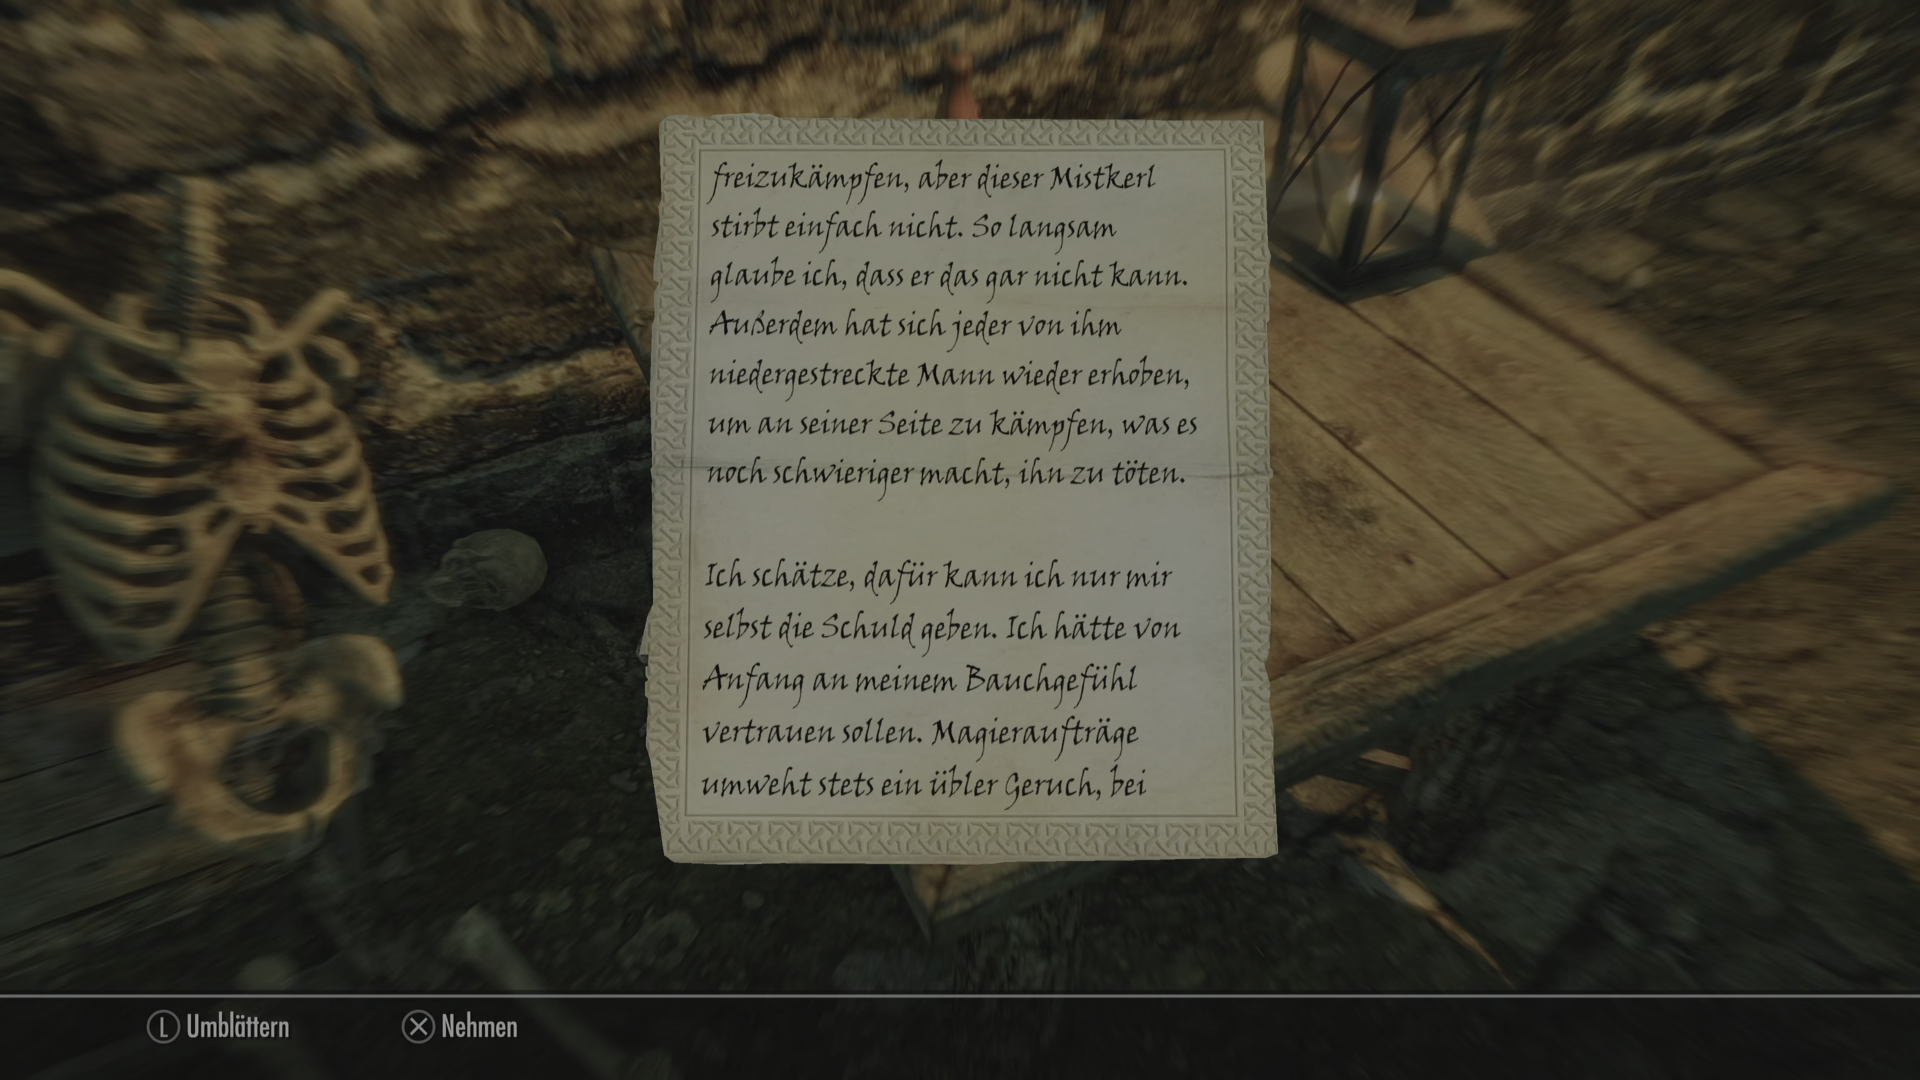 freizukämpfen, aber dieser Mistkerl
stirbt einfach nicht. So langsam
glaube ich, dass er das gar nicht kann.
Außerdem hat sich jeder von ihm
niedergestreckte Mann wieder erhoben,
um an seiner Seite zu kämpfen, was es
noch schwieriger macht, ihn zu töten.
Ich schätze, dafür kann ich nur mir
selbst die Schuld geben. Ich hätte von
Anfang an meinem Bauchgefühl
vertrauen sollen. Magieraufträge
umweht stets ein übler Geruch, bei
L Umblättern X Nehmen